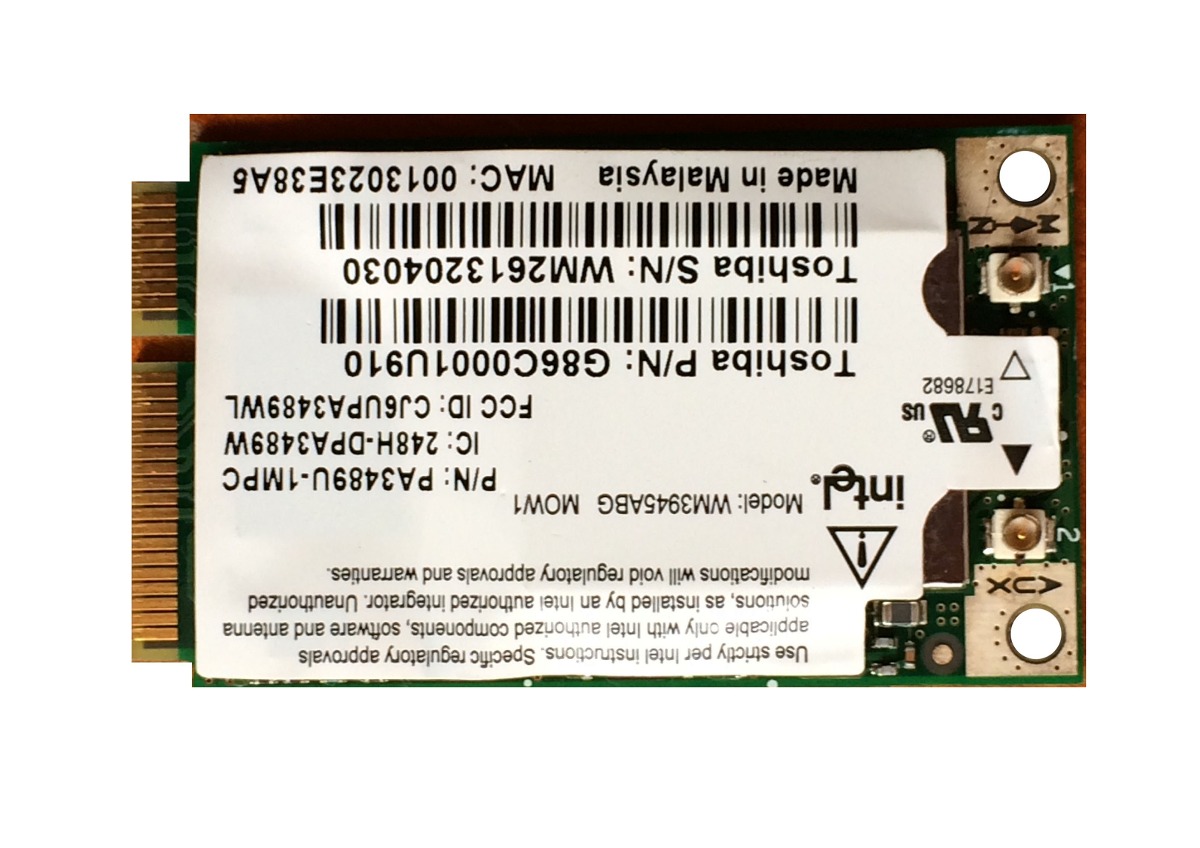 Use strictly per Intel instructions. Specific regulatory approvals
applicable only with Intel authorized components, software and antenna
solutions, as installed by an Intel authorized integrator. Unauthorized
modifications will void regulatory approvals and warranties.
intel®
Model: WM3945ABG MOW1
P/N: PA3489U-1MPC
IC: 248H-DPA3489W
FCC ID: CJ6UPA3489WL
C US ®
E178682
Toshiba P/N: G86C0001U910
Toshiba S/N: WM2613204030
Made in Malaysia MAC: 0013023E38A5
1
2
AUX